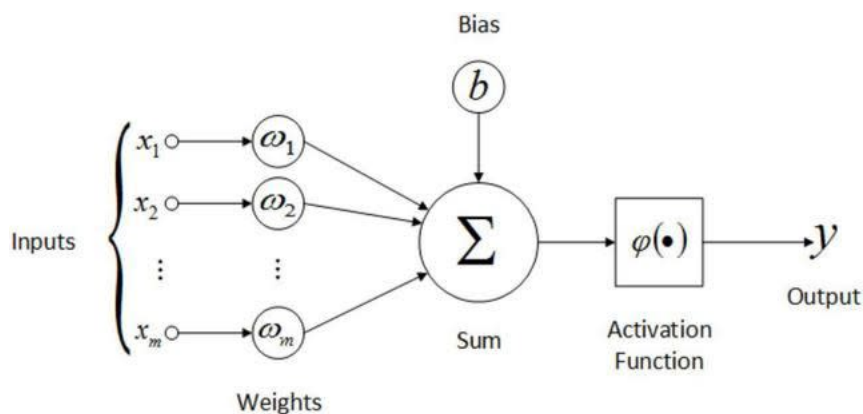 Bias
b
x₁ ω₁
x₂ ω₂
Inputs
⋮ ⋮
Σ φ(•) y
Output
xₘ ωₘ
Sum
Activation
Function
Weights